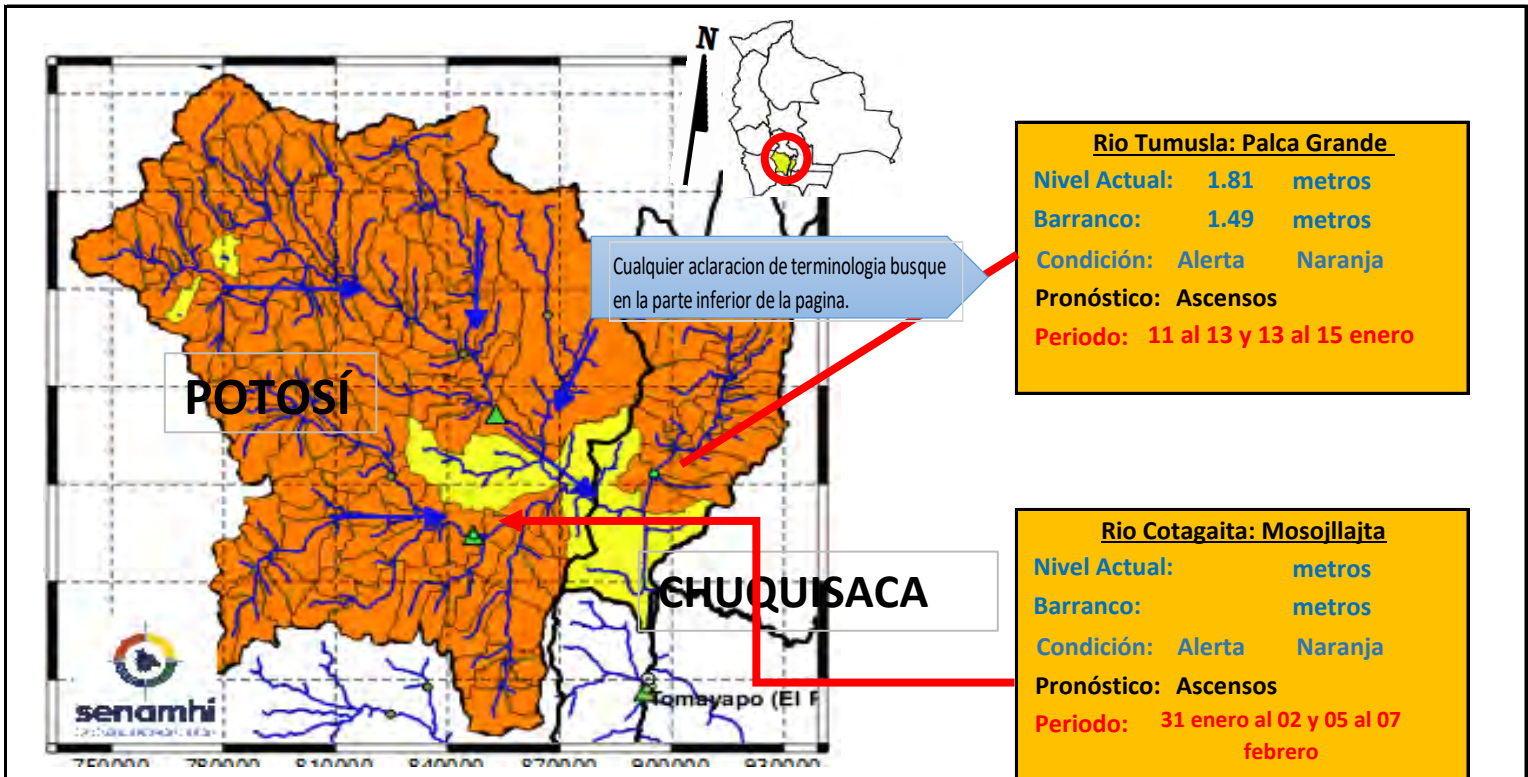 N
Rio Tumusla: Palca Grande
Nivel Actual: 1.81 metros
Barranco: 1.49 metros
Condición: Alerta Naranja
Pronóstico: Ascensos
Periodo: 11 al 13 y 13 al 15 enero
Cualquier aclaracion de terminologia busque
en la parte inferior de la pagina.
POTOSÍ
CHUQUISACA
Rio Cotagaita: Mosojllajta
Nivel Actual: metros
Barranco: metros
Condición: Alerta Naranja
Pronóstico: Ascensos
Periodo: 31 enero al 02 y 05 al 07
febrero
Tomayapo (El
senamhi
750000 780000 810000 840000 870000 900000 930000